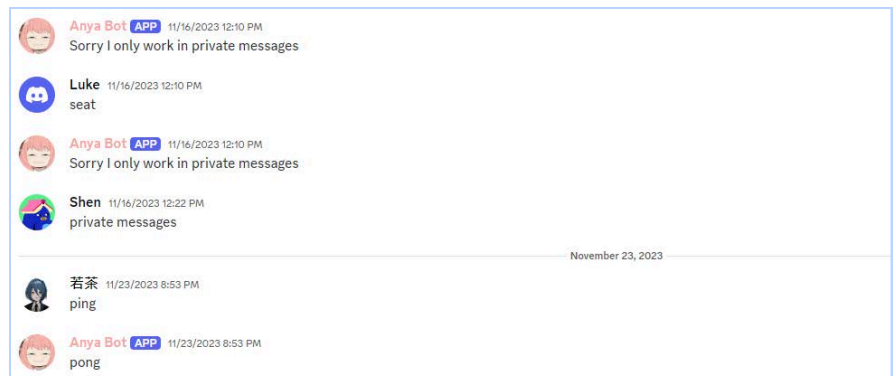 Anya Bot APP 11/16/2023 12:10 PM
Sorry I only work in private messages
Luke 11/16/2023 12:10 PM
seat
Anya Bot APP 11/16/2023 12:10 PM
Sorry I only work in private messages
Shen 11/16/2023 12:22 PM
private messages
November 23, 2023
若茶 11/23/2023 8:53 PM
ping
Anya Bot APP 11/23/2023 8:53 PM
pong